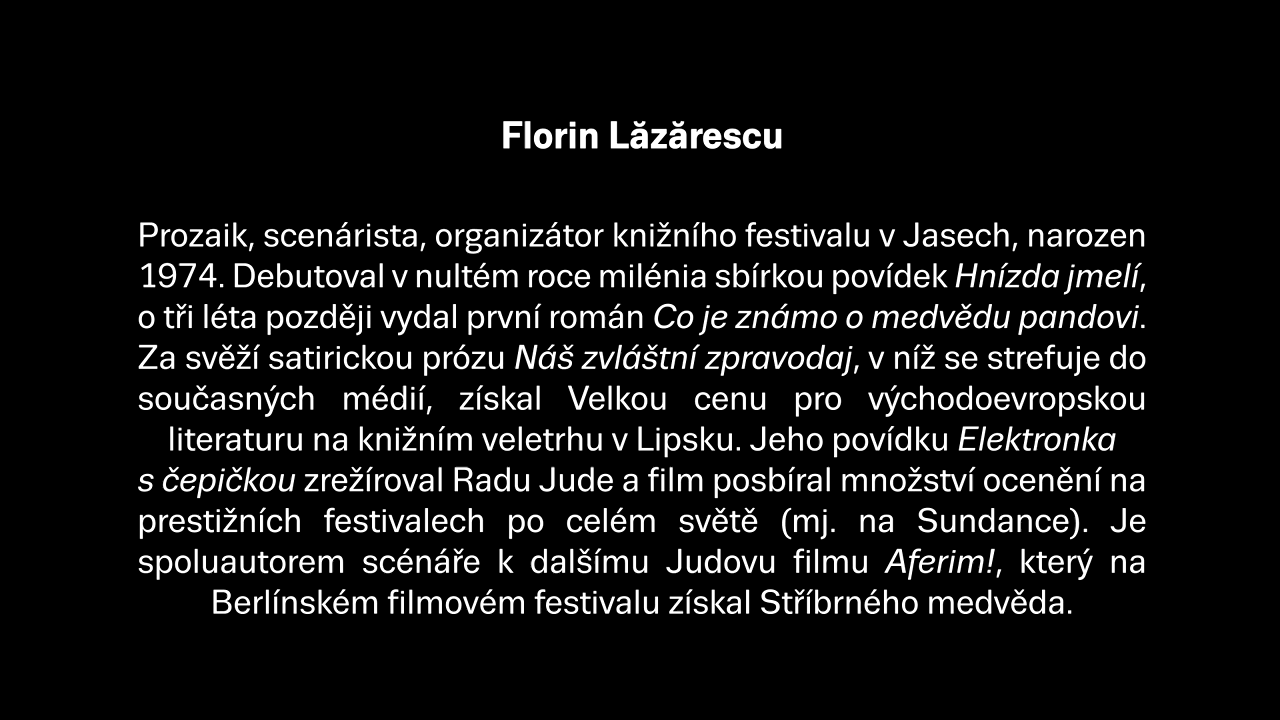 Florin Lăzărescu
Prozaik, scenárista, organizátor knižního festivalu v Jasech, narozen
1974. Debutoval v nultém roce milénia sbírkou povídek Hnízda jmelí,
o tři léta později vydal první román Co je známo o medvědu pandovi.
Za svěží satirickou prózu Náš zvláštní zpravodaj, v níž se strefuje do
současných médií, získal Velkou cenu pro východoevropskou
literaturu na knižním veletrhu v Lipsku. Jeho povídku Elektronka
s čepičkou zrežíroval Radu Jude a film posbíral množství ocenění na
prestižních festivalech po celém světě (mj. na Sundance). Je
spoluautorem scénáře k dalšímu Judovu filmu Aferim!, který na
Berlínském filmovém festivalu získal Stříbrného medvěda.